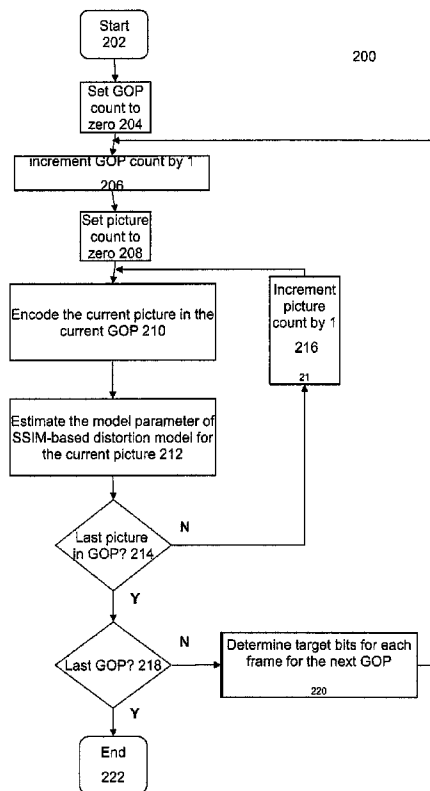 Start
202
200
Set GOP
count to
zero 204
Increment GOP count by 1
206
Set picture
count to
zero 208
Encode the current picture in the
current GOP 210
Increment
picture
count by 1
216
21
Estimate the model parameter of
SSIM-based distortion model for
the current picture 212
Last picture
in GOP? 214
N
Y
Last GOP? 218
N
Determine target bits for each
frame for the next GOP
220
Y
End
222